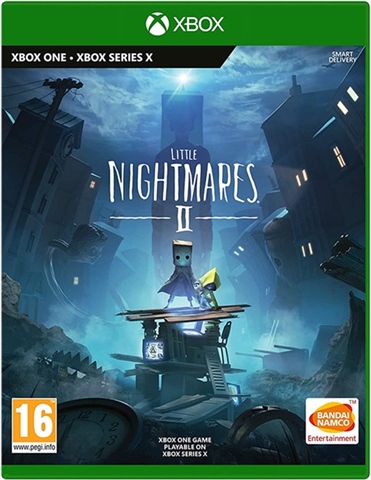 XBOX
XBOX ONE • XBOX SERIES X
SMART
DELIVERY
LITTLE
NIGHTMARES
II
16
www.pegi.info
XBOX ONE GAME
PLAYABLE ON
XBOX SERIES X
BANDAI
NAMCO
Entertainment